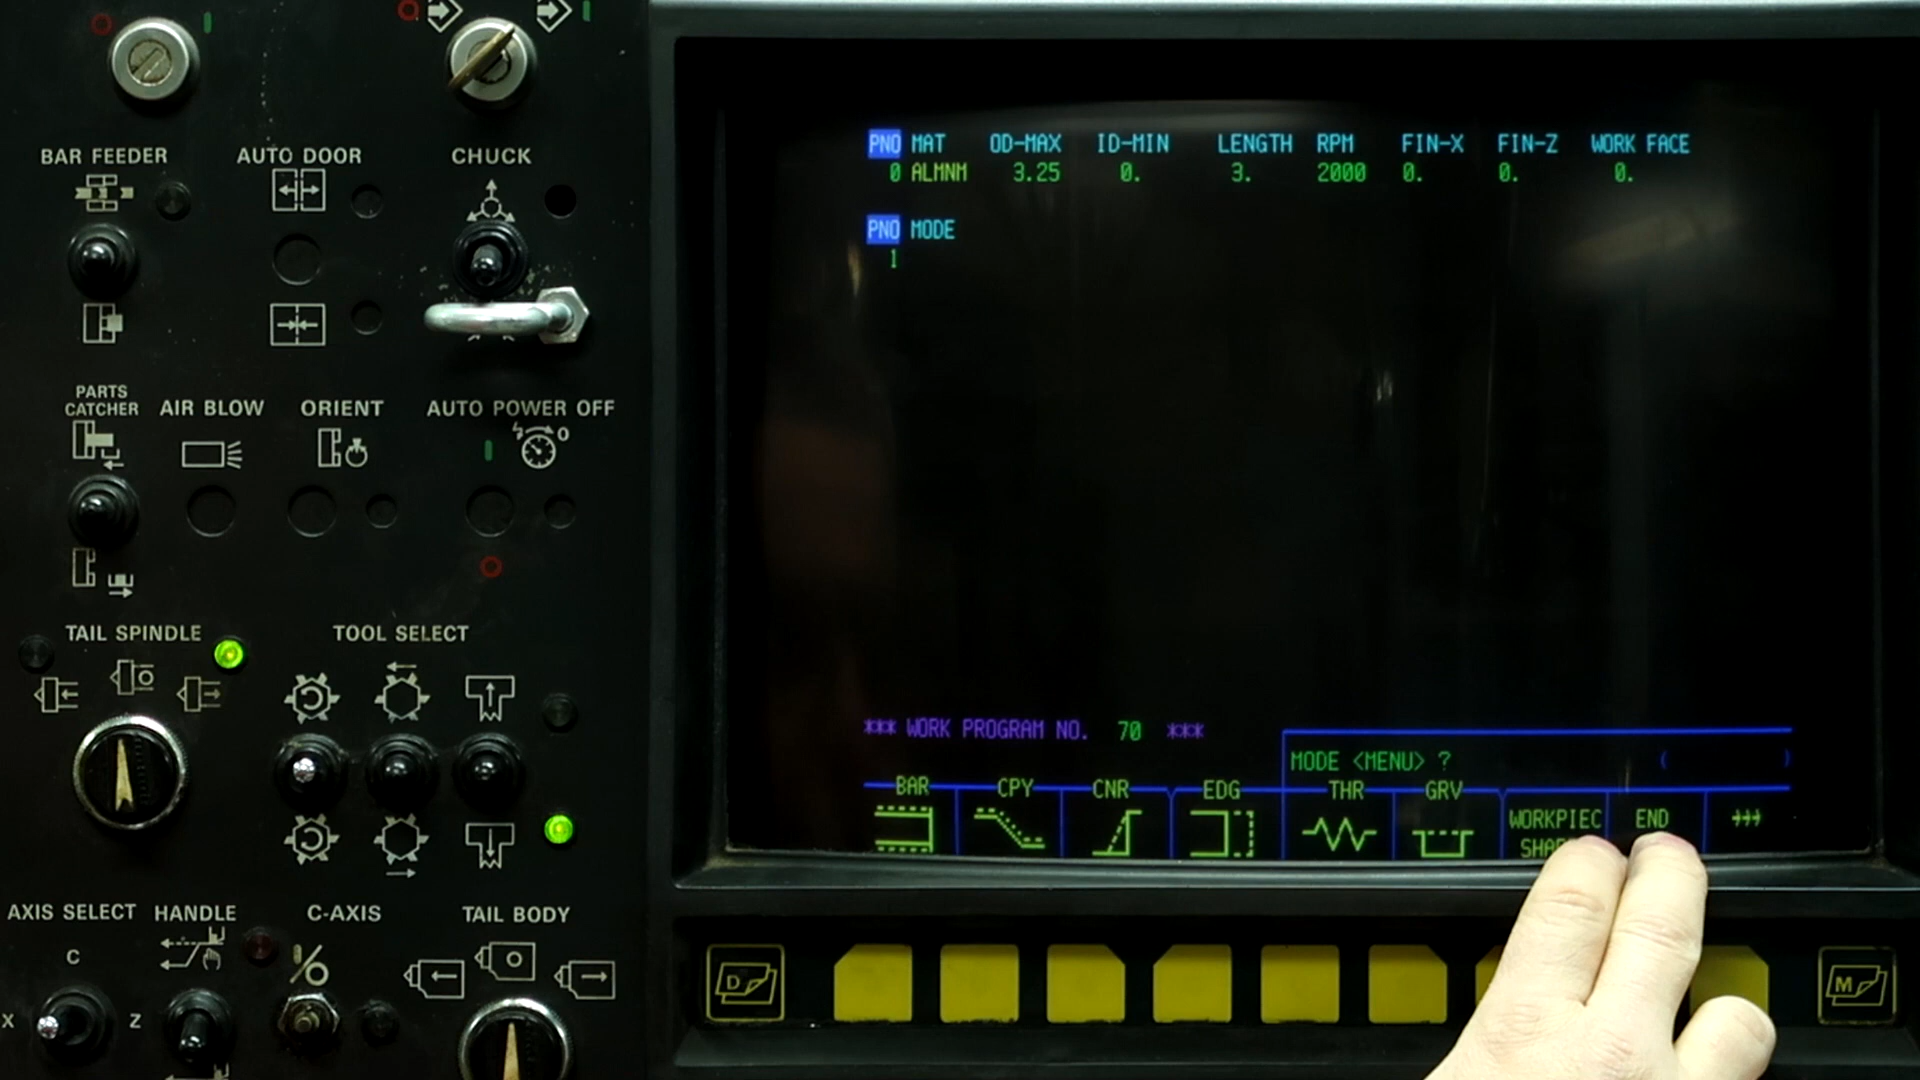 BAR FEEDER AUTO DOOR CHUCK
PARTS CATCHER AIR BLOW ORIENT AUTO POWER OFF
TAIL SPINDLE TOOL SELECT
AXIS SELECT HANDLE C-AXIS TAIL BODY
C
X Z
PNO MAT OD-MAX ID-MIN LENGTH RPM FIN-X FIN-Z WORK FACE
0 ALMNM 3.25 0. 3. 2000 0. 0. 0.
PNO MODE
1
*** WORK PROGRAM NO. 70 ***
MODE <MENU> ? ( )
BAR CPY CNR EDG THR GRV WORKPIEC END
D M